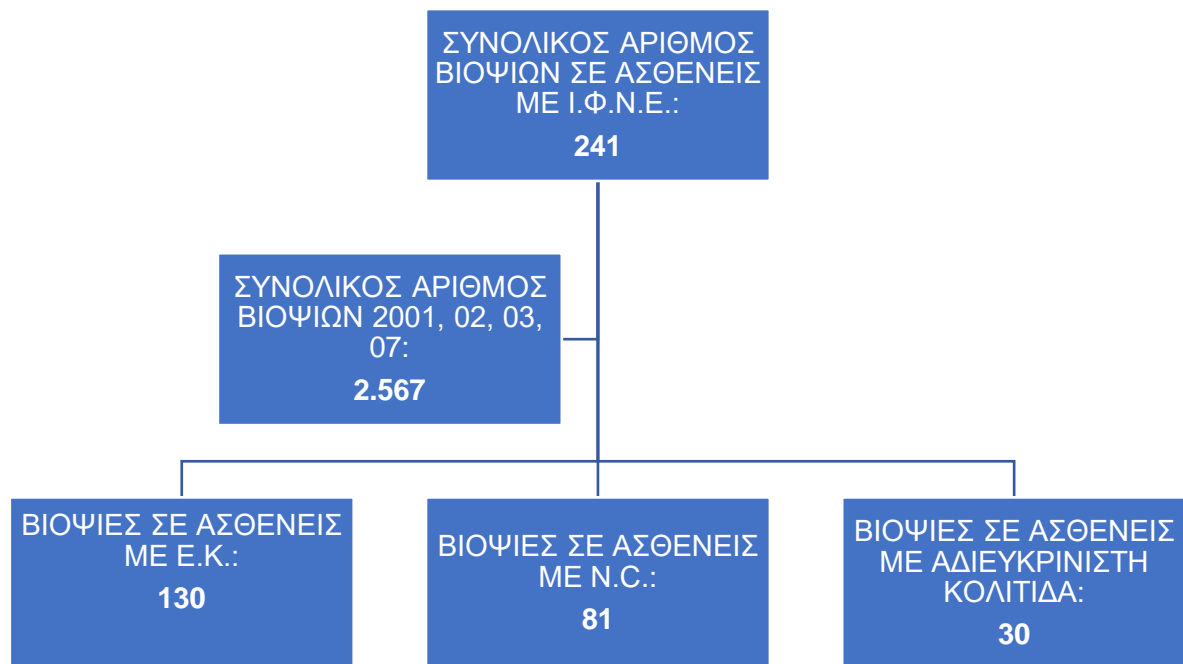 ΣΥΝΟΛΙΚΟΣ ΑΡΙΘΜΟΣ
ΒΙΟΨΙΩΝ ΣΕ ΑΣΘΕΝΕΙΣ
ΜΕ Ι.Φ.Ν.Ε.:
241
ΣΥΝΟΛΙΚΟΣ ΑΡΙΘΜΟΣ
ΒΙΟΨΙΩΝ 2001, 02, 03,
07:
2.567
ΒΙΟΨΙΕΣ ΣΕ ΑΣΘΕΝΕΙΣ
ΜΕ Ε.Κ.:
130
ΒΙΟΨΙΕΣ ΣΕ ΑΣΘΕΝΕΙΣ
ΜΕ N.C.:
81
ΒΙΟΨΙΕΣ ΣΕ ΑΣΘΕΝΕΙΣ
ΜΕ ΑΔΙΕΥΚΡΙΝΙΣΤΗ
ΚΟΛΙΤΙΔΑ:
30